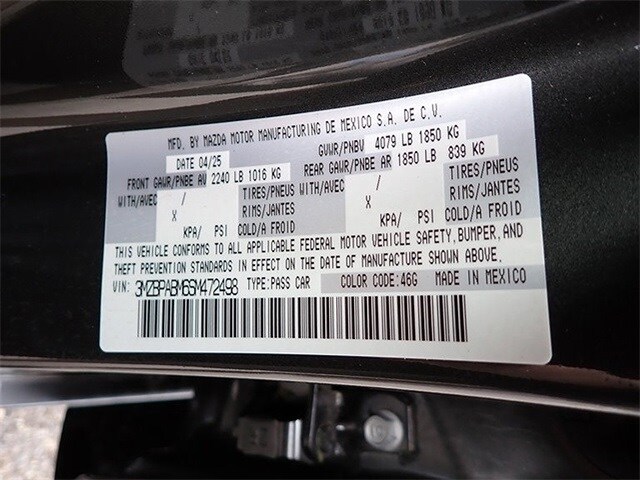 MFD. BY MAZDA MOTOR MANUFACTURING DE MEXICO S.A. DE C.V.
DATE 04/25 GVWR/PNBV 4079 LB 1850 KG
FRONT GAWR/PNBE AV 2240 LB 1016 KG REAR GAWR/PNBE AR 1850 LB 839 KG
WITH/AVEC / TIRES/PNEUS WITH/AVEC / TIRES/PNEUS
X RIMS/JANTES X RIMS/JANTES
KPA/ PSI COLD/A FROID KPA/ PSI COLD/A FROID
THIS VEHICLE CONFORMS TO ALL APPLICABLE FEDERAL MOTOR VEHICLE SAFETY, BUMPER, AND
THEFT PREVENTION STANDARDS IN EFFECT ON THE DATE OF MANUFACTURE SHOWN ABOVE.
VIN: 3MZBPABM6SM472498 TYPE:PASS CAR COLOR CODE:46G MADE IN MEXICO